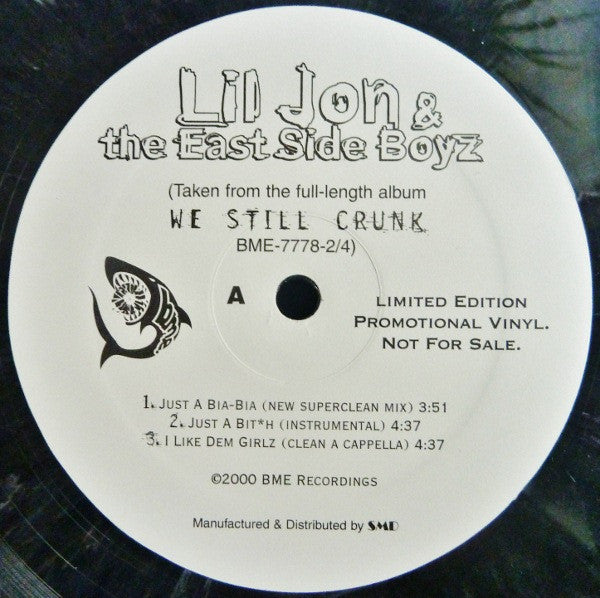 Lil Jon &
the East Side Boyz
(Taken from the full-length album
WE STILL CRUNK
BME-7778-2/4)
A
LIMITED EDITION
PROMOTIONAL VINYL.
NOT FOR SALE.
1. JUST A BIA-BIA (NEW SUPERCLEAN MIX) 3:51
2. JUST A BIT*H (INSTRUMENTAL) 4:37
3. I LIKE DEM GIRLZ (CLEAN A CAPPELLA) 4:37
©2000 BME RECORDINGS
Manufactured & Distributed by SMD